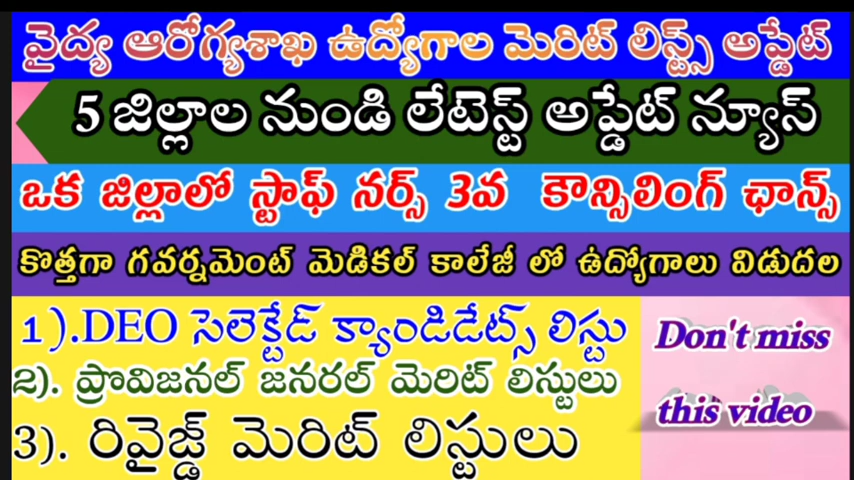 వైద్య ఆరోగ్యశాఖ ఉద్యోగాల మెరిట్ లిస్ట్స్ అప్డేట్
5 జిల్లాల నుండి లేటెస్ట్ అప్డేట్ న్యూస్
ఒక జిల్లాలో స్టాఫ్ నర్స్ 3వ కౌన్సిలింగ్ ఛాన్స్
కొత్తగా గవర్నమెంట్ మెడికల్ కాలేజీ లో ఉద్యోగాలు విడుదల
1).DEO సెలెక్టేడ్ క్యాండిడేట్స్ లిస్టు
2). ప్రొవిజనల్ జనరల్ మెరిట్ లిస్టులు
3). రివైజ్డ్ మెరిట్ లిస్టులు
Don't miss
this video